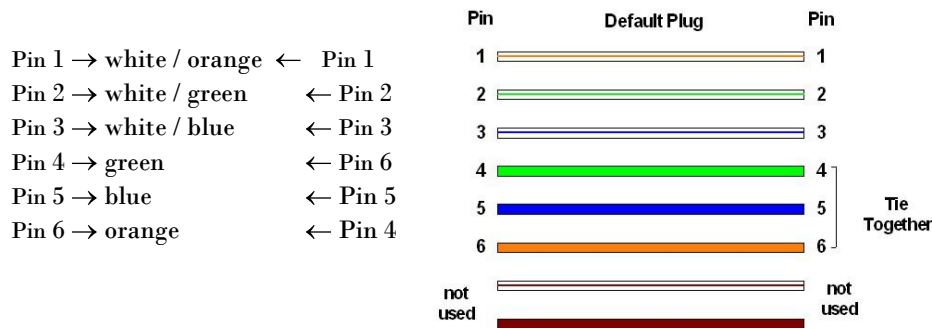 Pin 1 → white / orange ← Pin 1
Pin 2 → white / green ← Pin 2
Pin 3 → white / blue ← Pin 3
Pin 4 → green ← Pin 6
Pin 5 → blue ← Pin 5
Pin 6 → orange ← Pin 4
Pin Default Plug Pin
1 1
2 2
3 3
4 4
5 5
6 6
Tie
Together
not
used
not
used